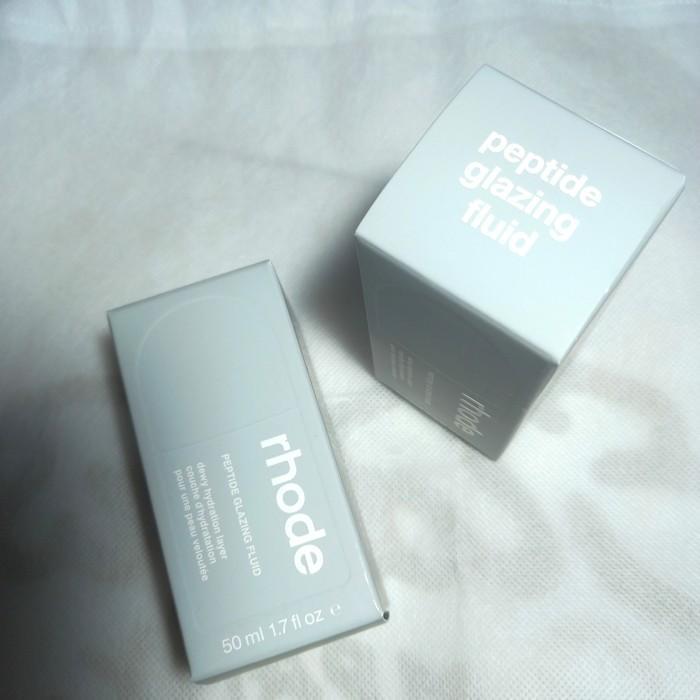 peptide
glazing
fluid
rhode
rhode
PEPTIDE GLAZING FLUID
dewy hydration layer
couche d'hydratation
pour une peau veloutée
50 ml 1.7 fl oz ℮